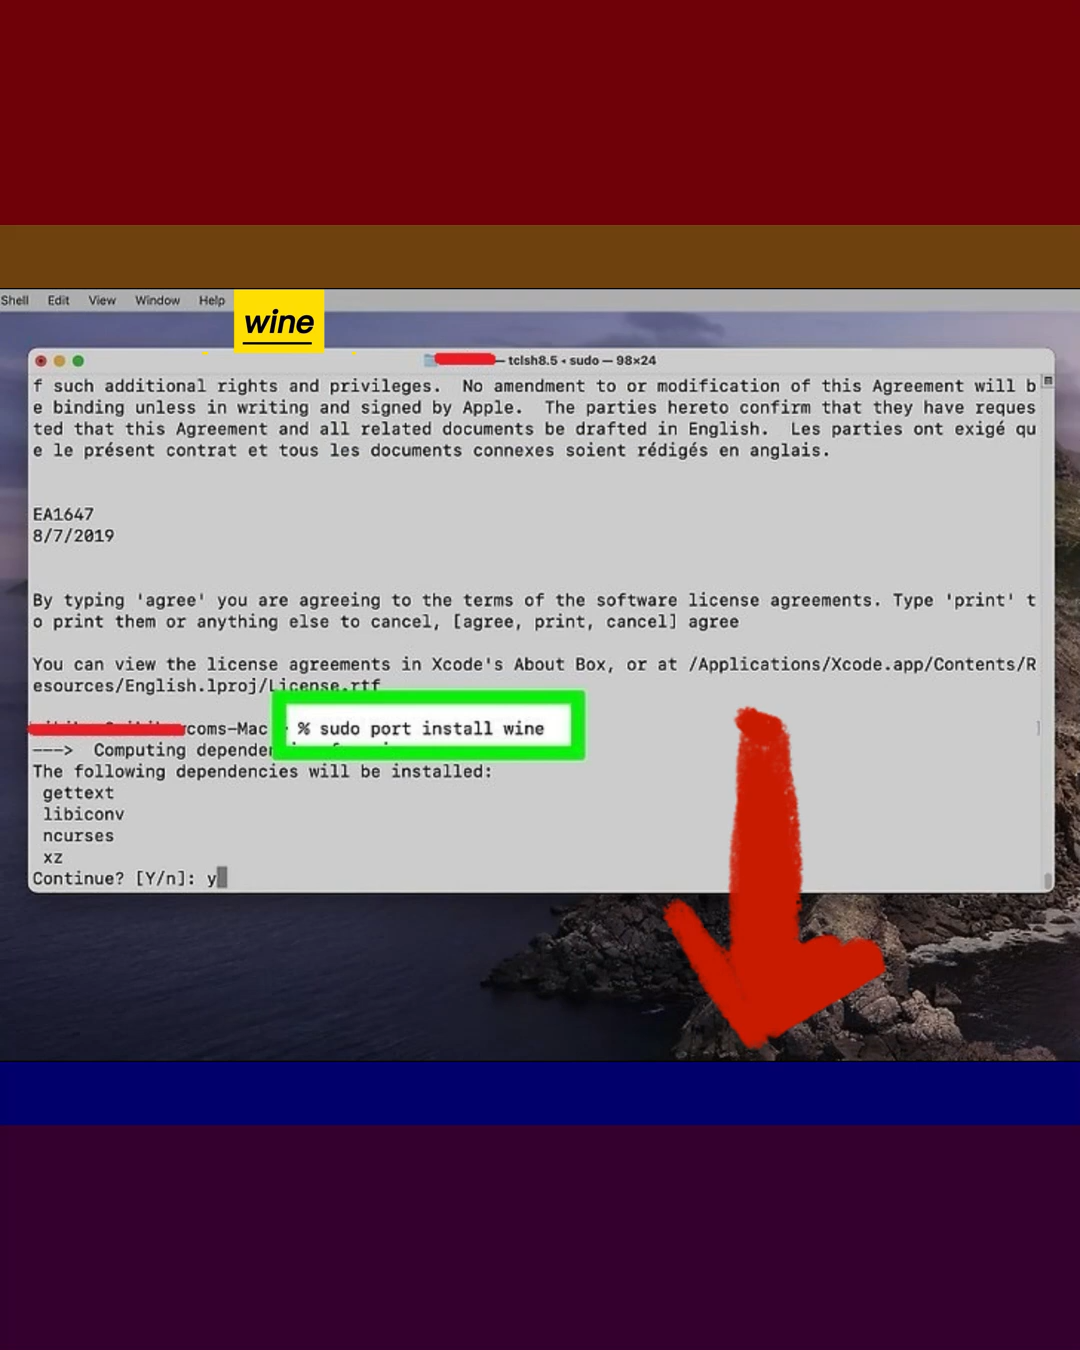 Shell Edit View Window Help
wine
— tclsh8.5 ◂ sudo — 98×24
f such additional rights and privileges.  No amendment to or modification of this Agreement will b
e binding unless in writing and signed by Apple.  The parties hereto confirm that they have reques
ted that this Agreement and all related documents be drafted in English.  Les parties ont exigé qu
e le présent contrat et tous les documents connexes soient rédigés en anglais.
EA1647
8/7/2019
By typing 'agree' you are agreeing to the terms of the software license agreements. Type 'print' t
o print them or anything else to cancel, [agree, print, cancel] agree
You can view the license agreements in Xcode's About Box, or at /Applications/Xcode.app/Contents/R
esources/English.lproj/License.rtf
coms-Mac % sudo port install wine
---> Computing
The following dependencies will be installed:
gettext
libiconv
ncurses
xz
Continue? [Y/n]: y